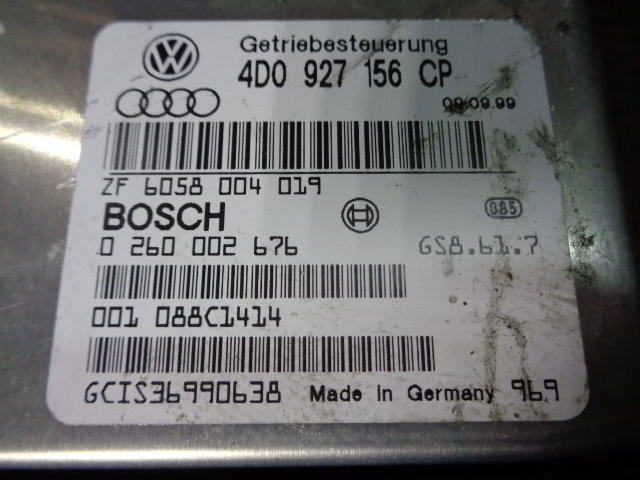 Getriebesteuerung
4D0 927 156 CP
09.09.99
ZF 6058 004 019
BOSCH
085
0 260 002 676
GS8.61.7
001 088C1414
GCIS36990638 Made In Germany 969